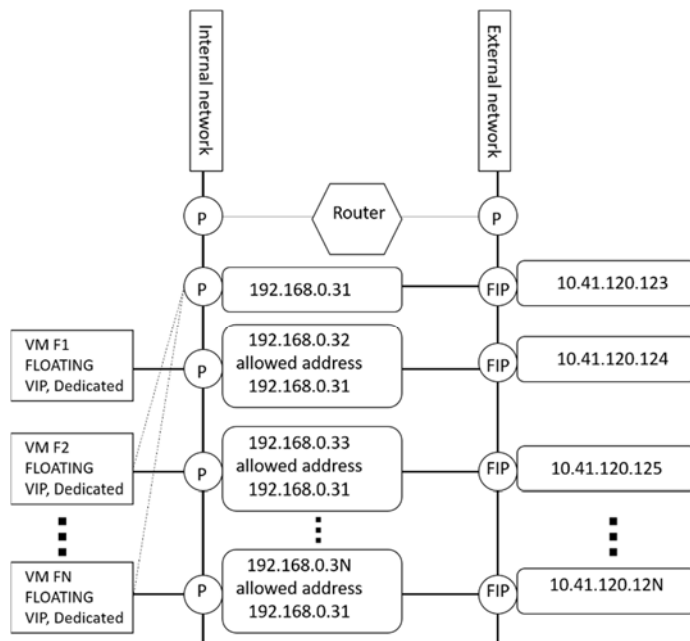 Internal network
External network
P
Router
P
P
192.168.0.31
FIP
10.41.120.123
VM F1
FLOATING
VIP, Dedicated
P
192.168.0.32
allowed address
192.168.0.31
FIP
10.41.120.124
VM F2
FLOATING
VIP, Dedicated
P
192.168.0.33
allowed address
192.168.0.31
FIP
10.41.120.125
VM FN
FLOATING
VIP, Dedicated
P
192.168.0.3N
allowed address
192.168.0.31
FIP
10.41.120.12N